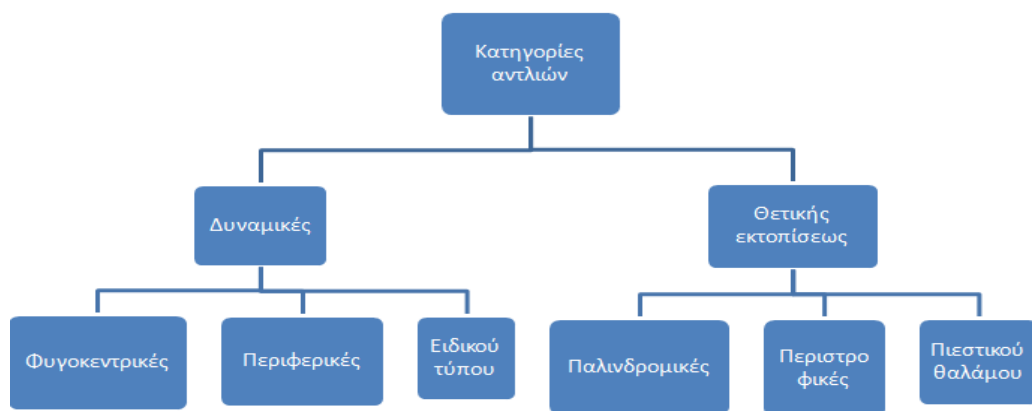 Κατηγορίες
αντλιών
Δυναμικές
Θετικής
εκτοπίσεως
Φυγοκεντρικές
Περιφερικές
Ειδικού
τύπου
Παλινδρομικές
Περιστρο
φικές
Πιεστικού
θαλάμου